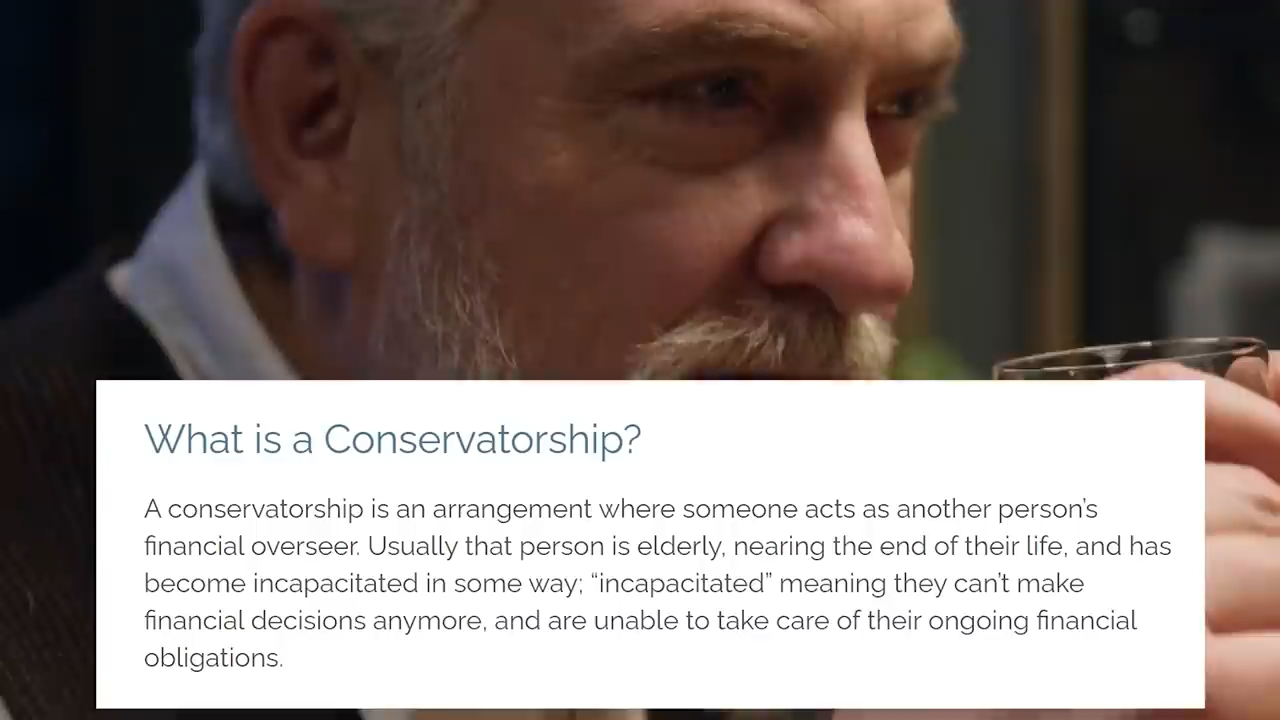 What is a Conservatorship?
A conservatorship is an arrangement where someone acts as another person’s
financial overseer. Usually that person is elderly, nearing the end of their life, and has
become incapacitated in some way; “incapacitated” meaning they can’t make
financial decisions anymore, and are unable to take care of their ongoing financial
obligations.